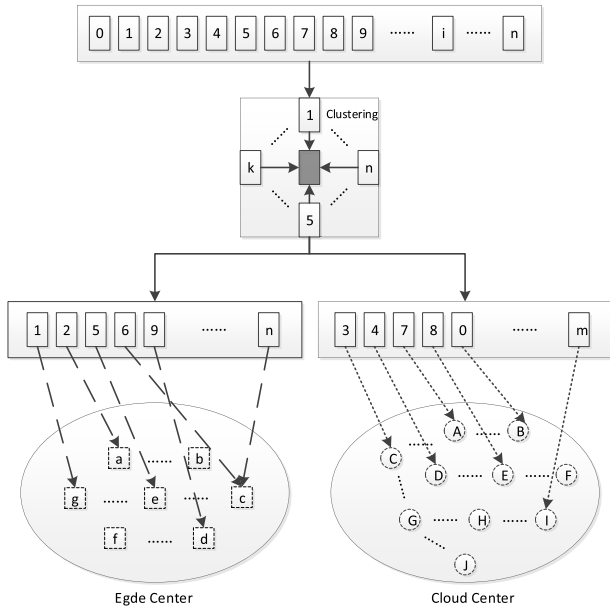 0 1 2 3 4 5 6 7 8 9 ...... i ...... n
1 Clustering
k n
5
1 2 5 6 9 ...... n
3 4 7 8 0 ...... m
a ...... b
g ...... e ...... c
f ...... d
A ...... B
C ......
D ...... E ...... F
G ...... H ...... I
J
Egde Center
Cloud Center